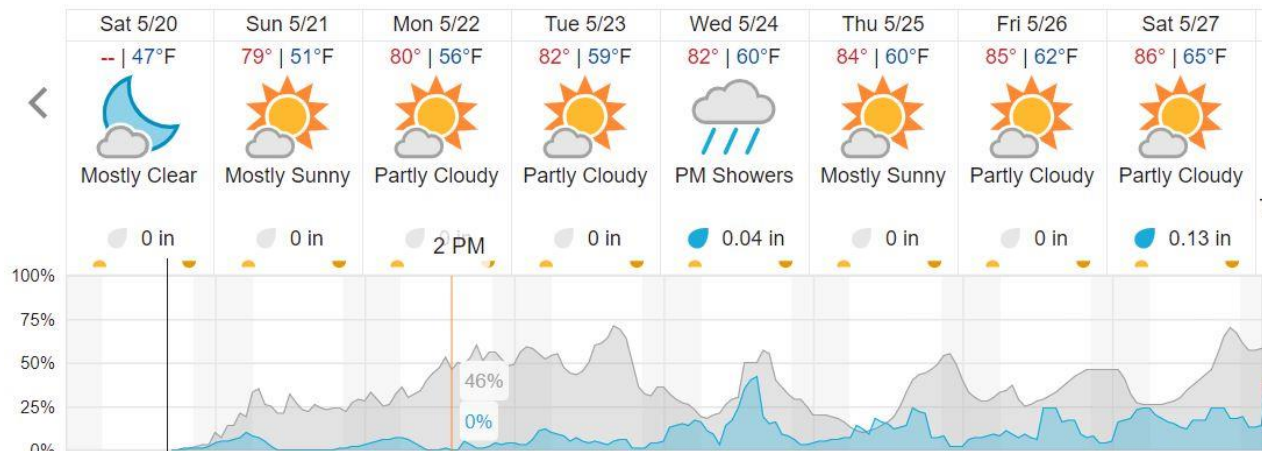 Sat 5/20 Sun 5/21 Mon 5/22 Tue 5/23 Wed 5/24 Thu 5/25 Fri 5/26 Sat 5/27
-- | 47°F 79° | 51°F 80° | 56°F 82° | 59°F 82° | 60°F 84° | 60°F 85° | 62°F 86° | 65°F
Mostly Clear Mostly Sunny Partly Cloudy Partly Cloudy PM Showers Mostly Sunny Partly Cloudy Partly Cloudy
0 in 0 in 0 in 0 in 0.04 in 0 in 0 in 0.13 in
2 PM
100%
75%
50%
46%
25%
0%
0%